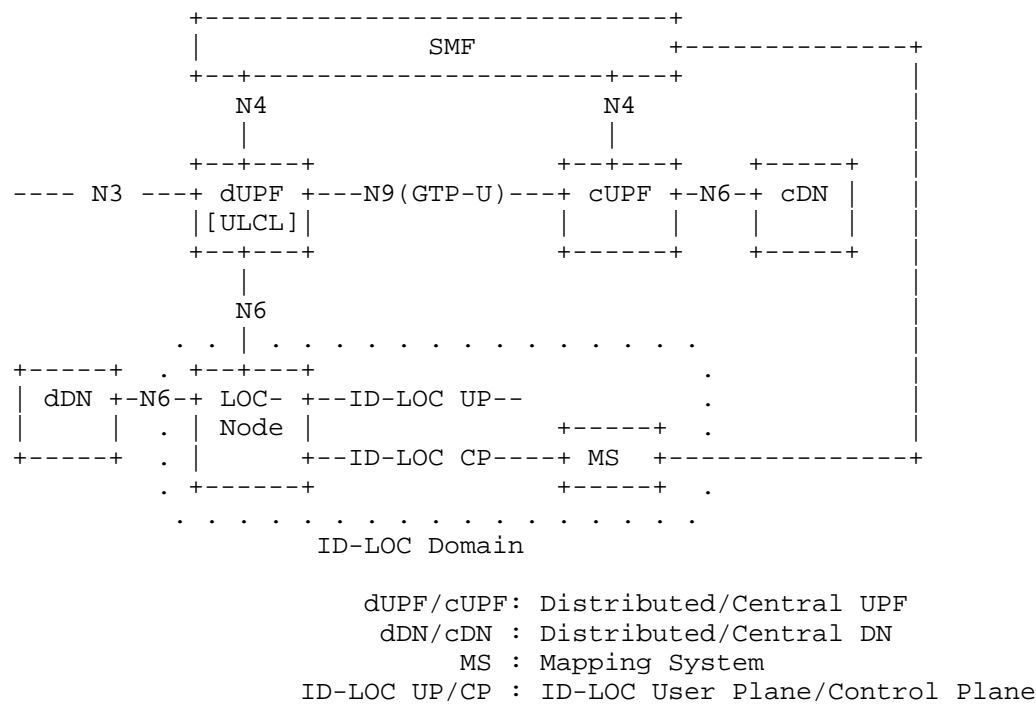 SMF
N4 N4
N3 dUPF N9(GTP-U) cUPF N6 cDN
[ULCL]
N6
dDN N6 LOC- ID-LOC UP
Node
ID-LOC CP MS
ID-LOC Domain
dUPF/cUPF: Distributed/Central UPF
dDN/cDN : Distributed/Central DN
MS : Mapping System
ID-LOC UP/CP : ID-LOC User Plane/Control Plane